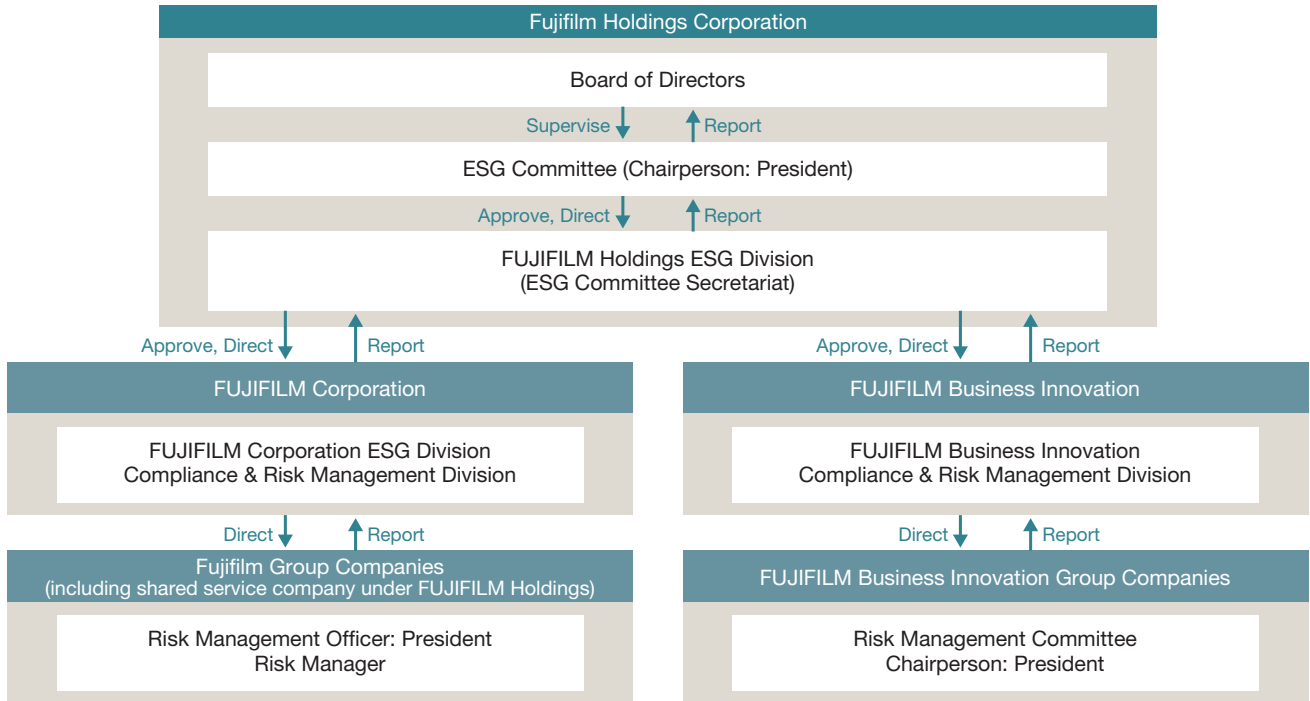 Fujifilm Holdings Corporation
Board of Directors
Supervise
Report
ESG Committee (Chairperson: President)
Approve, Direct
Report
FUJIFILM Holdings ESG Division
(ESG Committee Secretariat)
Approve, Direct
Report
Approve, Direct
Report
FUJIFILM Corporation
FUJIFILM Corporation ESG Division
Compliance & Risk Management Division
Direct
Report
Fujifilm Group Companies
(including shared service company under FUJIFILM Holdings)
Risk Management Officer: President
Risk Manager
FUJIFILM Business Innovation
FUJIFILM Business Innovation
Compliance & Risk Management Division
Direct
Report
FUJIFILM Business Innovation Group Companies
Risk Management Committee
Chairperson: President